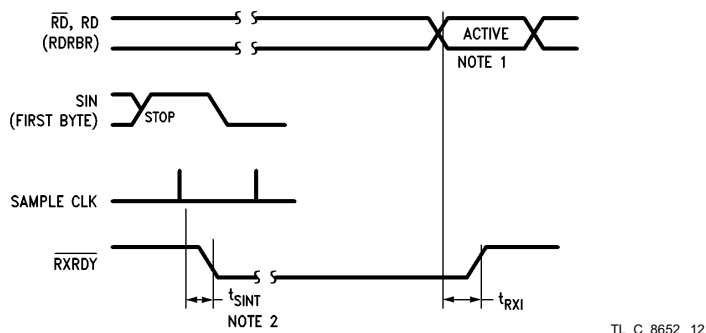 RD, RD
(RDRBR)
ACTIVE
NOTE 1
SIN
(FIRST BYTE)
STOP
SAMPLE CLK
RXRDY
tSINT
NOTE 2
tRXI
TL C 8652 12